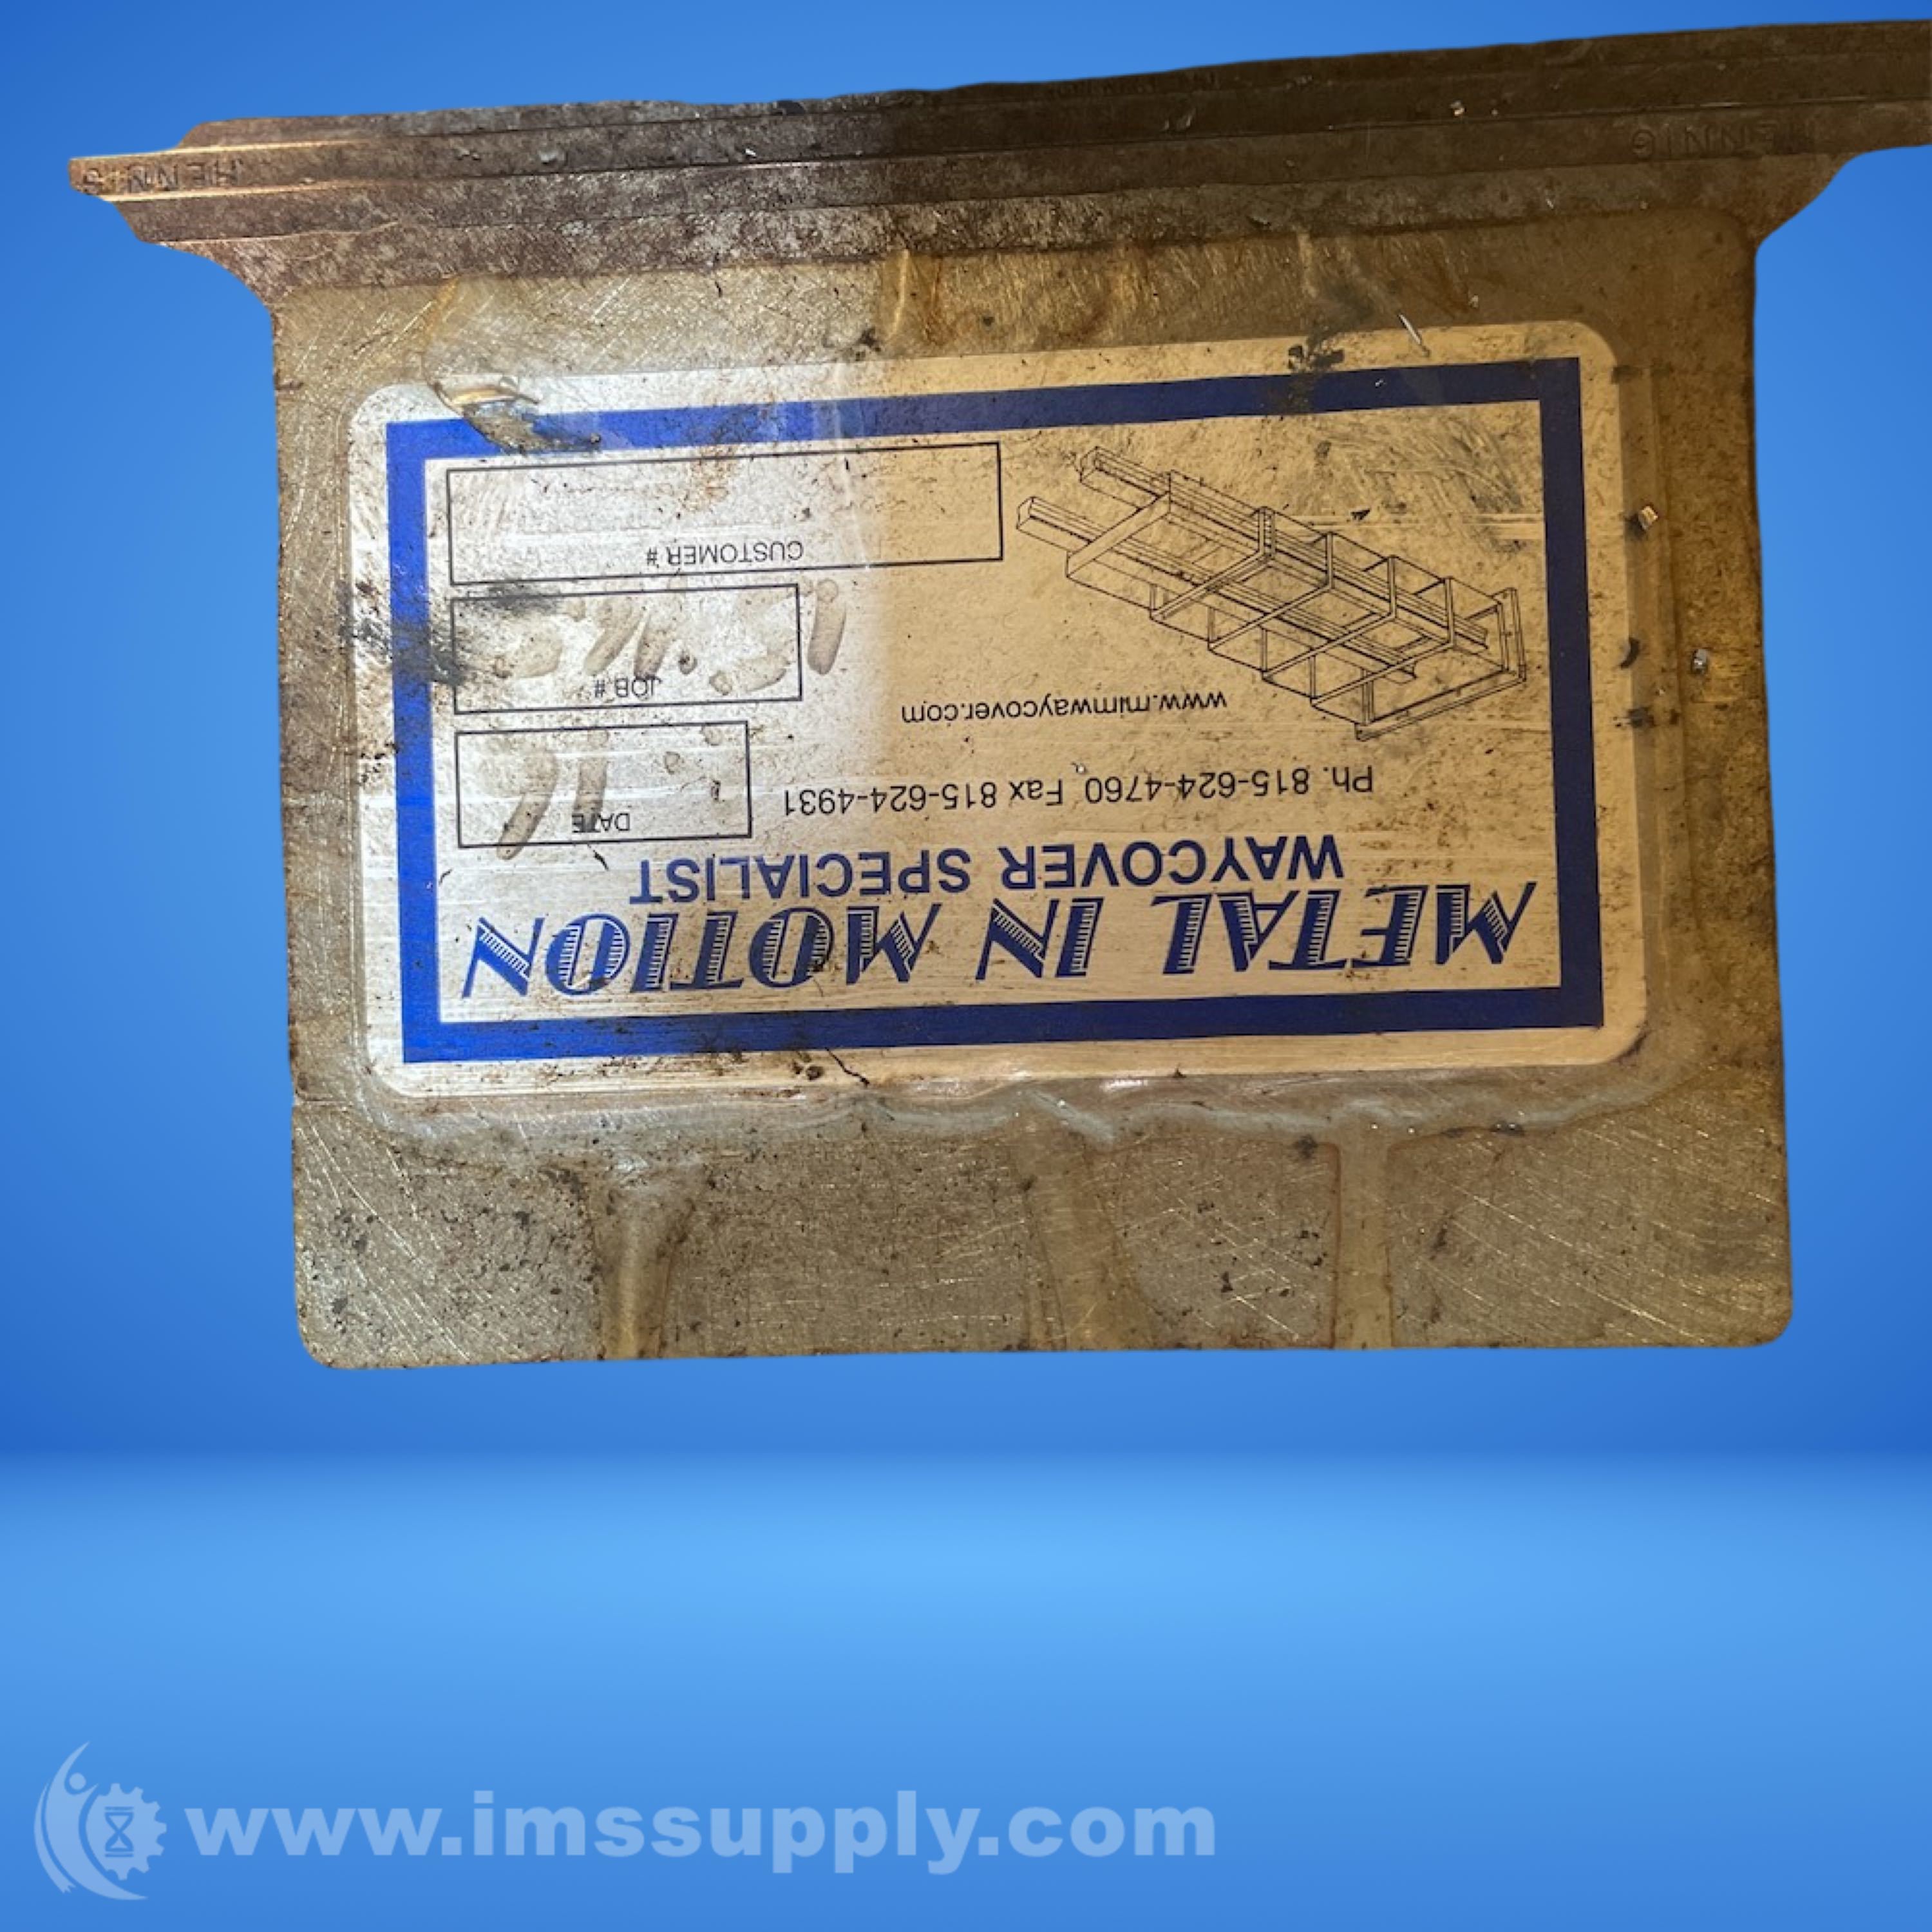 METAL IN MOTION
WAYCOVER SPECIALIST
Ph. 815-624-4760 Fax 815-624-4931
www.mimwaycover.com
DATE
JOB #
CUSTOMER #
HENNIG
HENNIG
www.imssupply.com